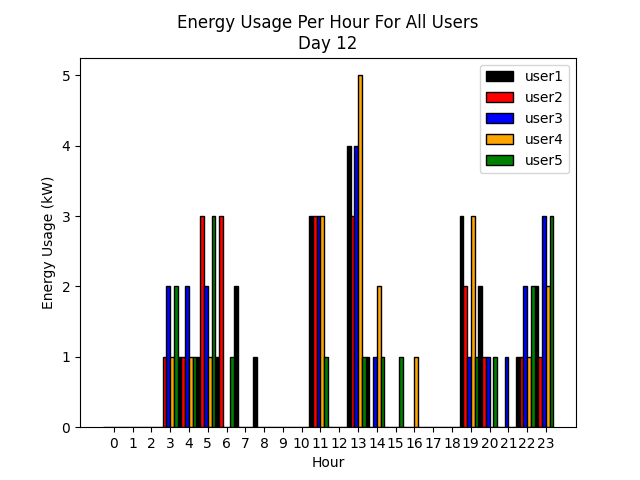 Energy Usage Per Hour For All Users
Day 12
user1
user2
user3
user4
user5
Energy Usage (kW)
5
4
3
2
1
0
0 1 2 3 4 5 6 7 8 9 10 11 12 13 14 15 16 17 18 19 20 21 22 23
Hour